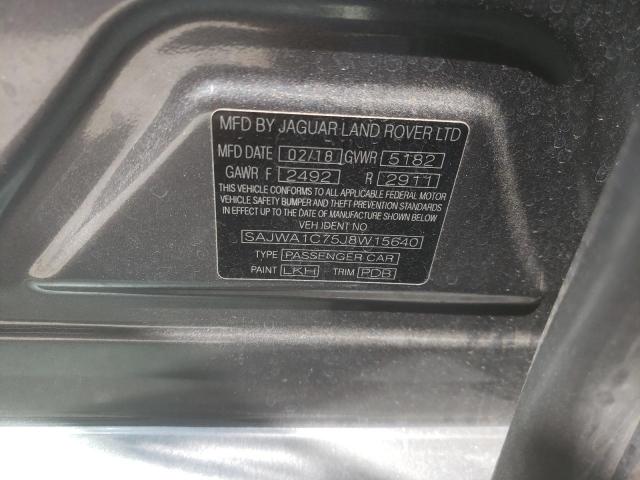 MFD BY JAGUAR LAND ROVER LTD
MFD DATE 02/18 GVWR 5182
GAWR F 2492 R 2911
THIS VEHICLE CONFORMS TO ALL APPLICABLE FEDERAL MOTOR
VEHICLE SAFETY BUMPER AND THEFT PREVENTION STANDARDS
IN EFFECT ON THE DATE OF MANUFACTURE SHOWN BELOW
VEH IDENT NO
SAJWA1C75J8W15640
TYPE PASSENGER CAR
PAINT LKH TRIM PDB